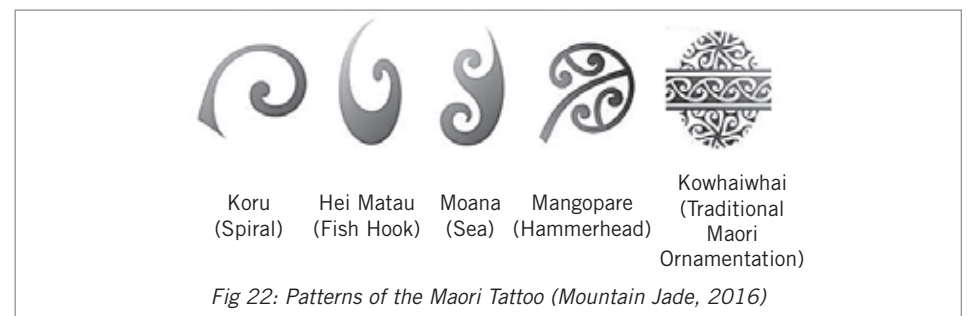 Koru
(Spiral)
Hei Matau
(Fish Hook)
Moana
(Sea)
Mangopare
(Hammerhead)
Kowhaiwhai
(Traditional
Maori
Ornamentation)
Fig 22: Patterns of the Maori Tattoo (Mountain Jade, 2016)